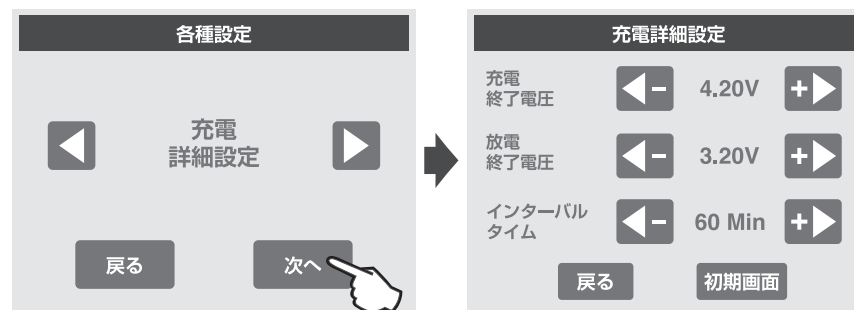 各種設定
充電
詳細設定
戻る
次へ
充電詳細設定
充電
終了電圧
4.20V
放電
終了電圧
3.20V
インターバル
タイム
60 Min
戻る
初期画面